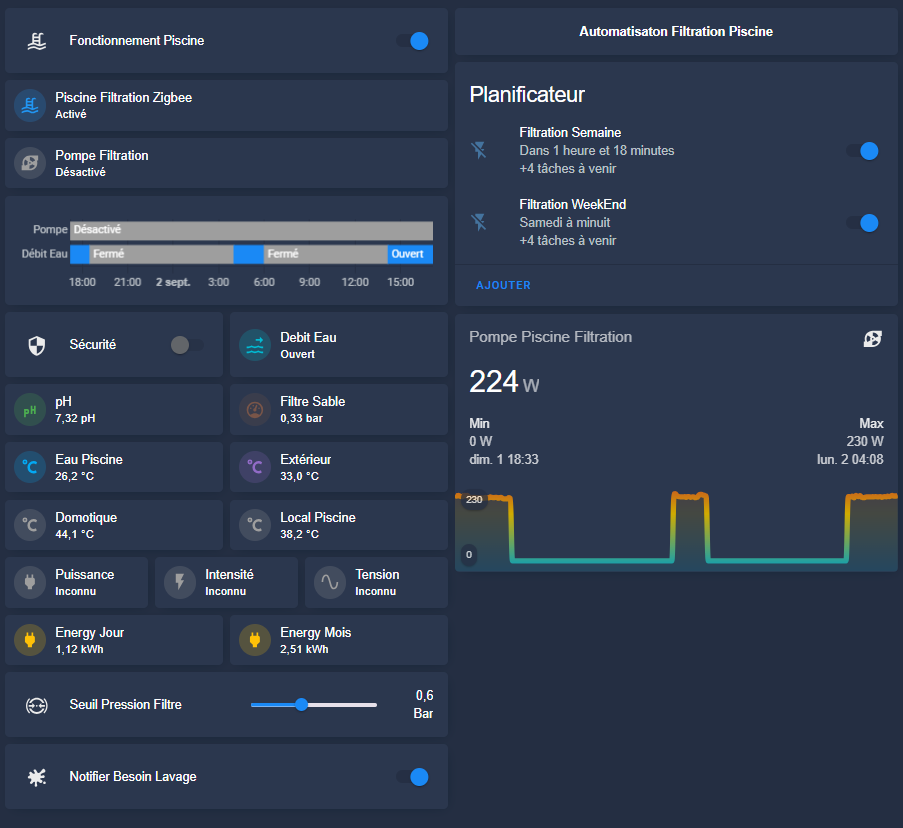 Fonctionnement Piscine
Piscine Filtration Zigbee
Activé
Pompe Filtration
Désactivé
Pompe Désactivé
Débit Eau Fermé Fermé Ouvert
18:00 21:00 2 sept. 3:00 6:00 9:00 12:00 15:00
Sécurité
Debit Eau
Ouvert
pH
pH
7,32 pH
Filtre Sable
0,33 bar
°C
Eau Piscine
26,2 °C
°C
Extérieur
33,0 °C
°C
Domotique
44,1 °C
°C
Local Piscine
38,2 °C
Puissance
Inconnu
Intensité
Inconnu
Tension
Inconnu
Energy Jour
1,12 kWh
Energy Mois
2,51 kWh
Seuil Pression Filtre
0,6
Bar
Notifier Besoin Lavage
Automatisaton Filtration Piscine
Planificateur
Filtration Semaine
Dans 1 heure et 18 minutes
+4 tâches à venir
Filtration WeekEnd
Samedi à minuit
+4 tâches à venir
AJOUTER
Pompe Piscine Filtration
224 W
Min Max
0 W 230 W
dim. 1 18:33 lun. 2 04:08
230
0